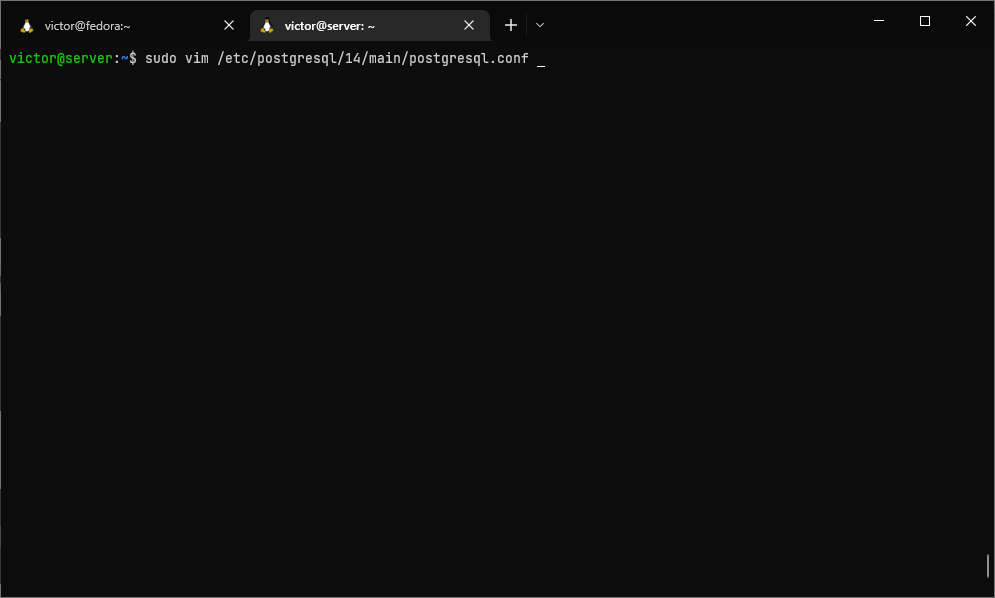 victor@fedora:~
victor@server: ~
victor@server:~$ sudo vim /etc/postgresql/14/main/postgresql.conf _